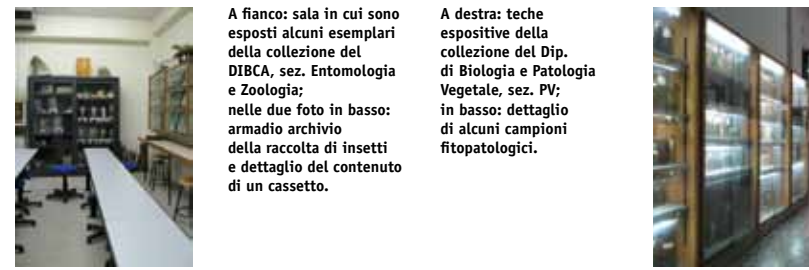 A fianco: sala in cui sono
esposti alcuni esemplari
della collezione del
DIBCA, sez. Entomologia
e Zoologia;
nelle due foto in basso:
armadio archivio
della raccolta di insetti
e dettaglio del contenuto
di un cassetto.
A destra: teche
espositive della
collezione del Dip.
di Biologia e Patologia
Vegetale, sez. PV;
in basso: dettaglio
di alcuni campioni
fitopatologici.